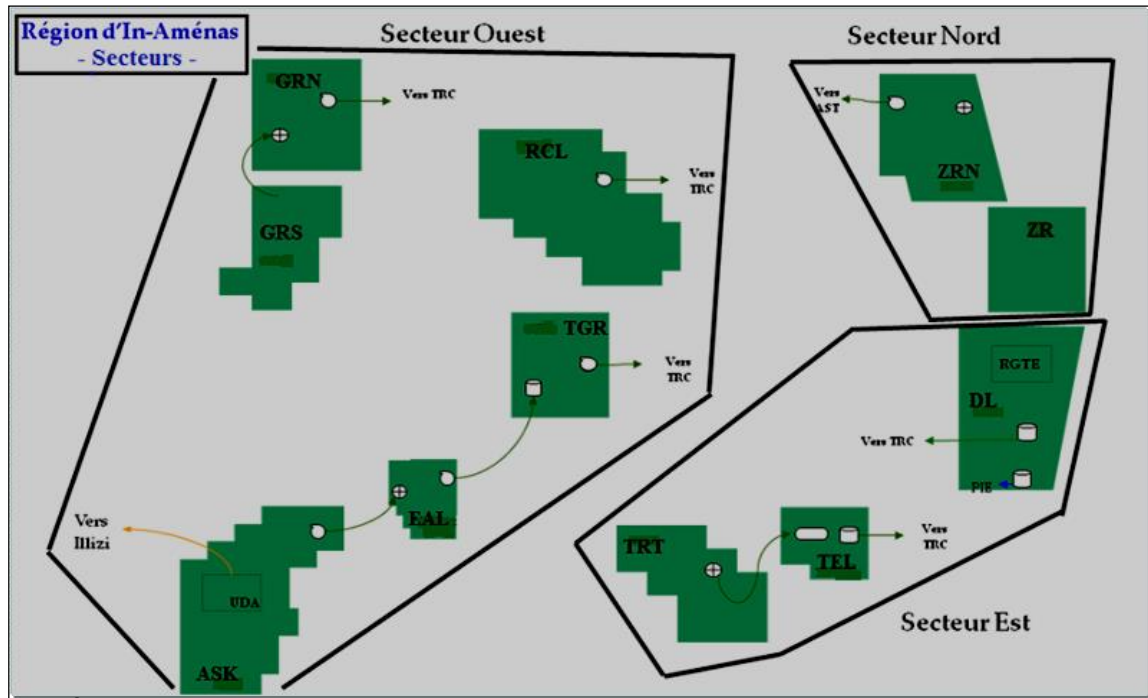 Région d'In-Aménas
- Secteurs -
Secteur Ouest
Secteur Nord
GRN
Vers TRC
Vers
AST
RCL
ZRN
Vers
TRC
GRS
ZR
TGR
Vers
TRC
RGTE
DL
Vers TRC
PIE
EAL
Vers
Illizi
TRT
TEL
Vers
TRC
UDA
Secteur Est
ASK